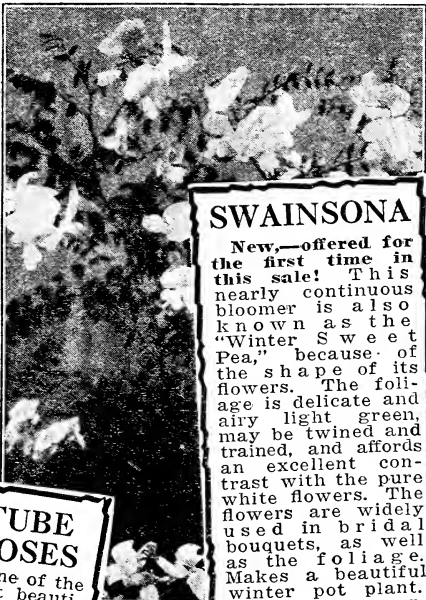 SWAINSONA
New,—offered for
the first time in
this sale! This
nearly continuous
bloomer is also
known as the
“Winter Sweet
Pea,” because of
the shape of its
flowers. The foli-
age is delicate and
airy light green,
may be twined and
trained, and affords
an excellent con-
trast with the pure
white flowers. The
flowers are widely
used in bridal
bouquets, as well
as the foliage.
Makes a beautiful
winter pot plant.
TUBE
OSES
ne of the
t beauti